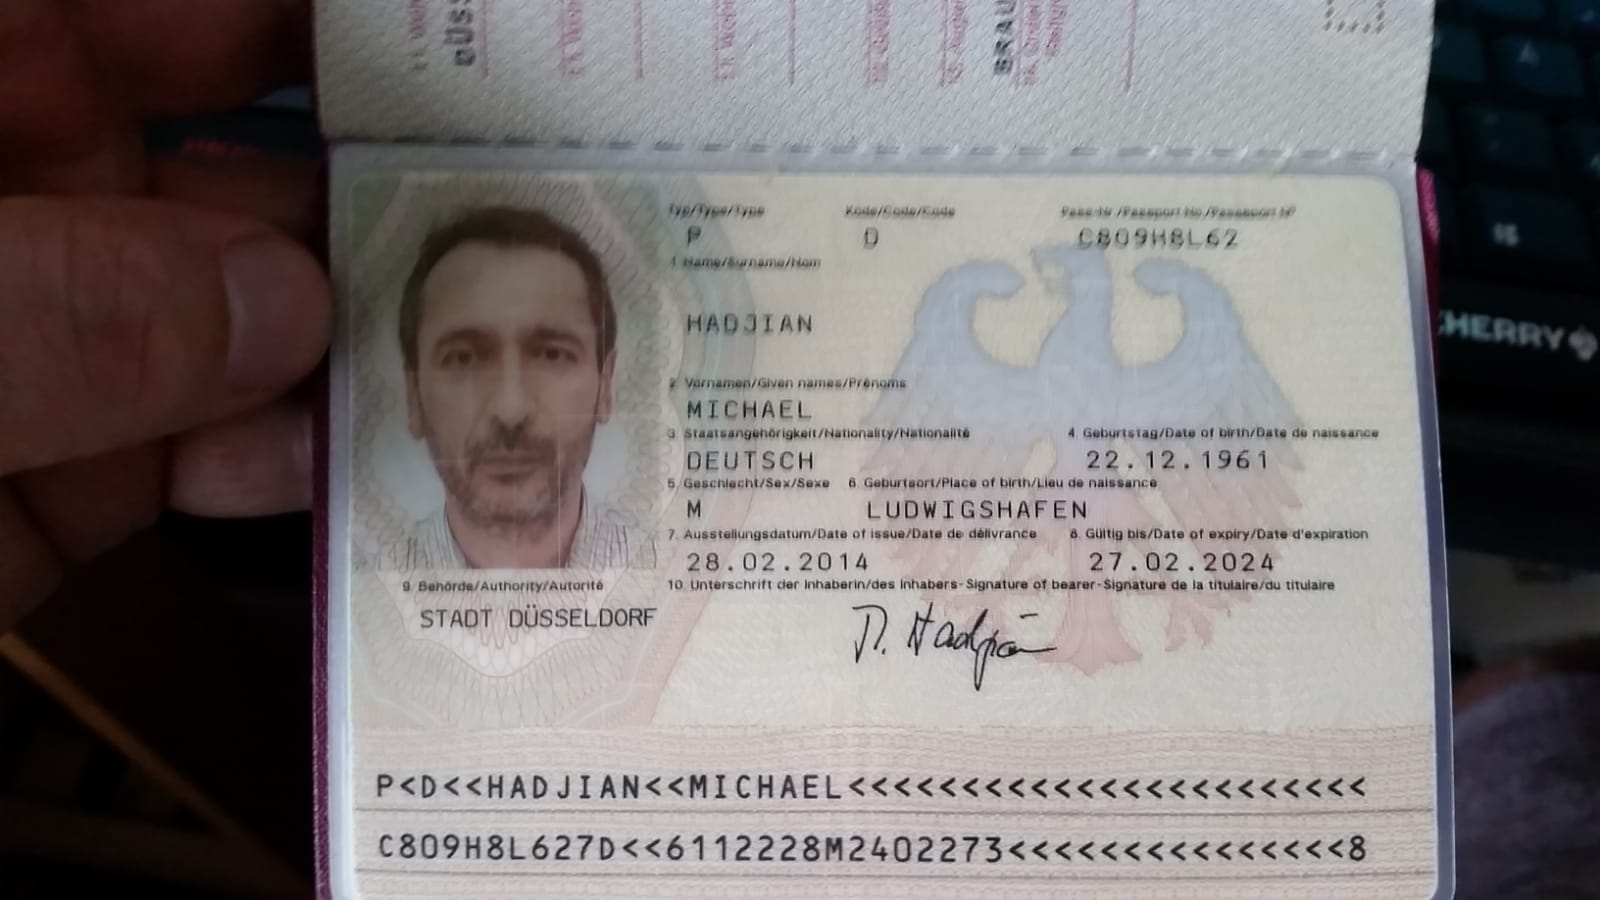 DÜSS
BRAU
Typ/Type/Type Kode/Code/Code Pass-Nr./Passport No./Passeport Nº
P D C809H8L62
1. Name/Surname/Nom
HADJIAN
2. Vornamen/Given names/Prénoms
MICHAEL
3. Staatsangehörigkeit/Nationality/Nationalité 4. Geburtstag/Date of birth/Date de naissance
DEUTSCH 22.12.1961
5. Geschlecht/Sex/Sexe 6. Geburtsort/Place of birth/Lieu de naissance
M LUDWIGSHAFEN
7. Ausstellungsdatum/Date of issue/Date de délivrance 8. Gültig bis/Date of expiry/Date d'expiration
28.02.2014 27.02.2024
9. Behörde/Authority/Autorité 10. Unterschrift der Inhaberin/des Inhabers-Signature of bearer-Signature de la titulaire/du titulaire
STADT DÜSSELDORF M. Hadjian
P<D<<HADJIAN<<MICHAEL<<<<<<<<<<<<<<<<<<<<<<<
C809H8L627D<<6112228M2402273<<<<<<<<<<<<<<<8
CHERRY